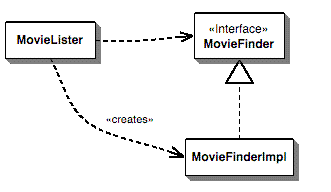 MovieLister
«Interface»
MovieFinder
«creates»
MovieFinderImpl